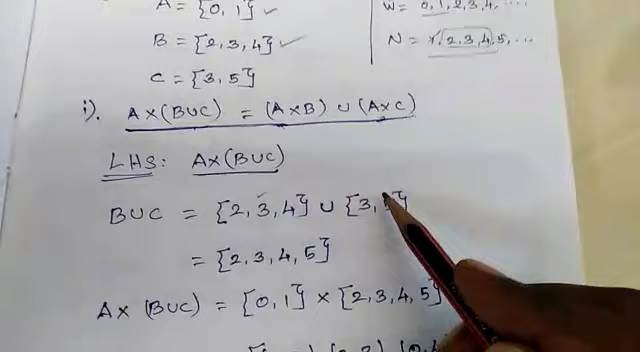 A = {0, 1} ✓
B = {2, 3, 4} ✓
C = {3, 5}
W = 0, 1, 2, 3, 4, ....
N = 1, 2, 3, 4, 5, ...
i). A×(B∪C) = (A×B) ∪ (A×C)
LHS: A×(B∪C)
B∪C = {2, 3, 4} ∪ {3,
= {2, 3, 4, 5}
A× (B∪C) = {0, 1} × {2, 3, 4, 5}